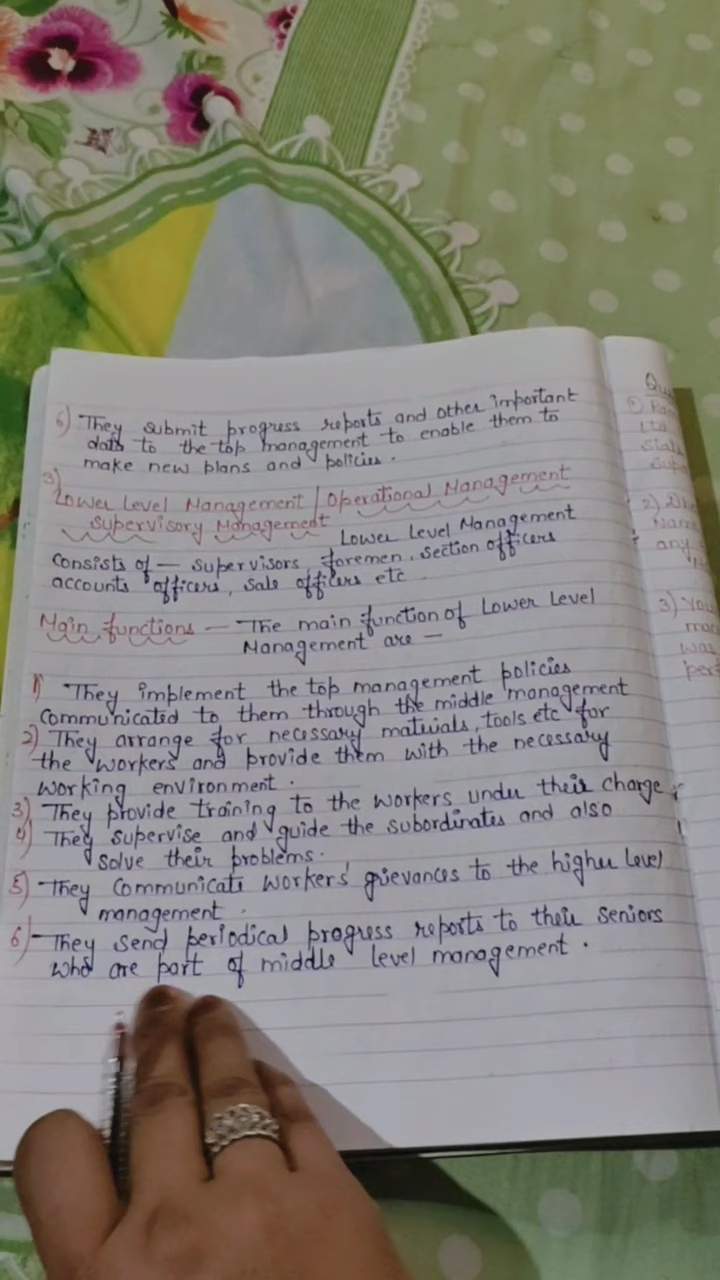 6) They submit progress reports and other important
data to the top management to enable them to
make new plans and policies.
3)
Lower Level Management / Operational Management
Supervisory Management
Lower Level Management
consists of — supervisors foremen, section officers
accounts officers, sale officers etc
Main functions — The main function of Lower Level
Management are —
1) They implement the top management policies
communicated to them through the middle management
2) They arrange for necessary materials, tools etc for
the workers and provide them with the necessary
working environment.
3) They provide training to the workers under their charge
4) They supervise and guide the subordinates and also
solve their problems.
5) They communicate workers' grievances to the higher level
management.
6) They send periodical progress reports to their seniors
who are part of middle level management.
2)
any
3) You
was